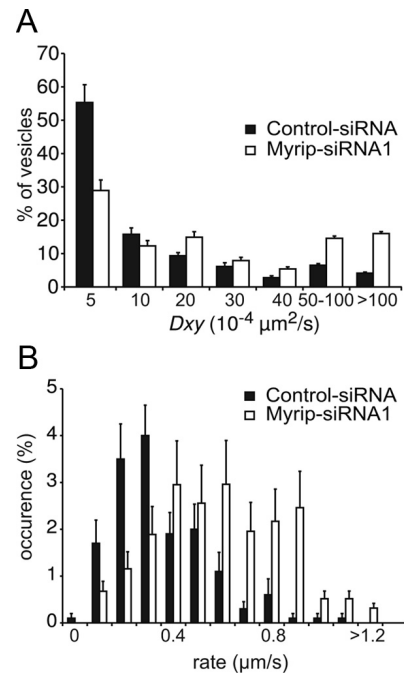 A
70
60
50
40
30
20
10
0
% of vesicles
Control-siRNA
Myrip-siRNA1
5 10 20 30 40 50-100 >100
Dxy (10⁻⁴ µm²/s)
B
5
4
3
2
1
0
occurence (%)
Control-siRNA
Myrip-siRNA1
0 0.4 0.8 >1.2
rate (µm/s)